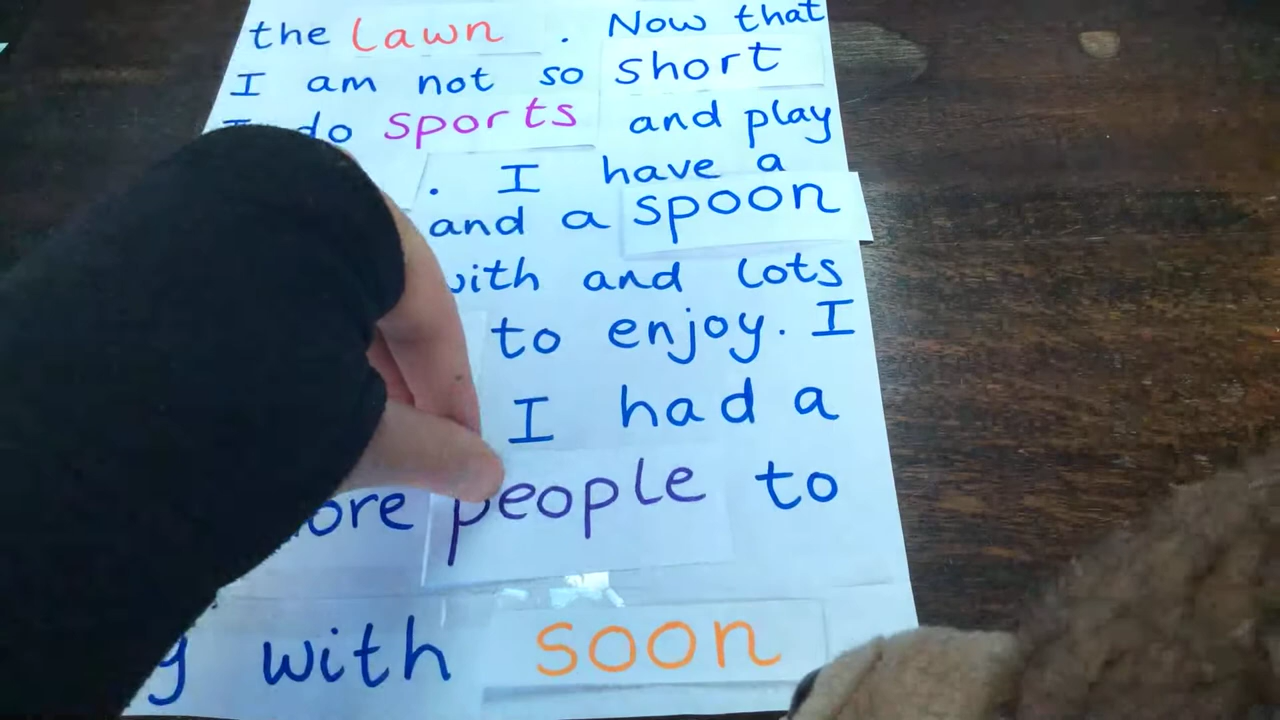 the lawn . Now that
I am not so short
I do sports and play
. I have a
and a spoon
with and lots
to enjoy. I
I had a
people to
with soon